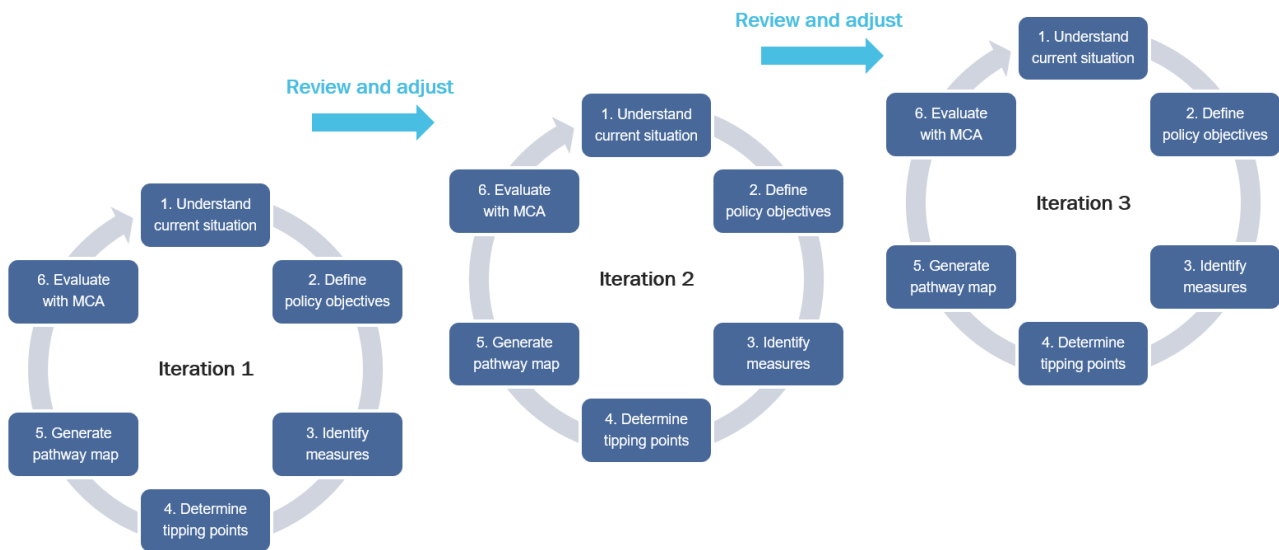 Review and adjust
1. Understand
current situation
2. Define
policy objectives
3. Identify
measures
4. Determine
tipping points
5. Generate
pathway map
6. Evaluate
with MCA
Iteration 3
Review and adjust
1. Understand
current situation
2. Define
policy objectives
3. Identify
measures
4. Determine
tipping points
5. Generate
pathway map
6. Evaluate
with MCA
Iteration 2
1. Understand
current situation
2. Define
policy objectives
3. Identify
measures
4. Determine
tipping points
5. Generate
pathway map
6. Evaluate
with MCA
Iteration 1